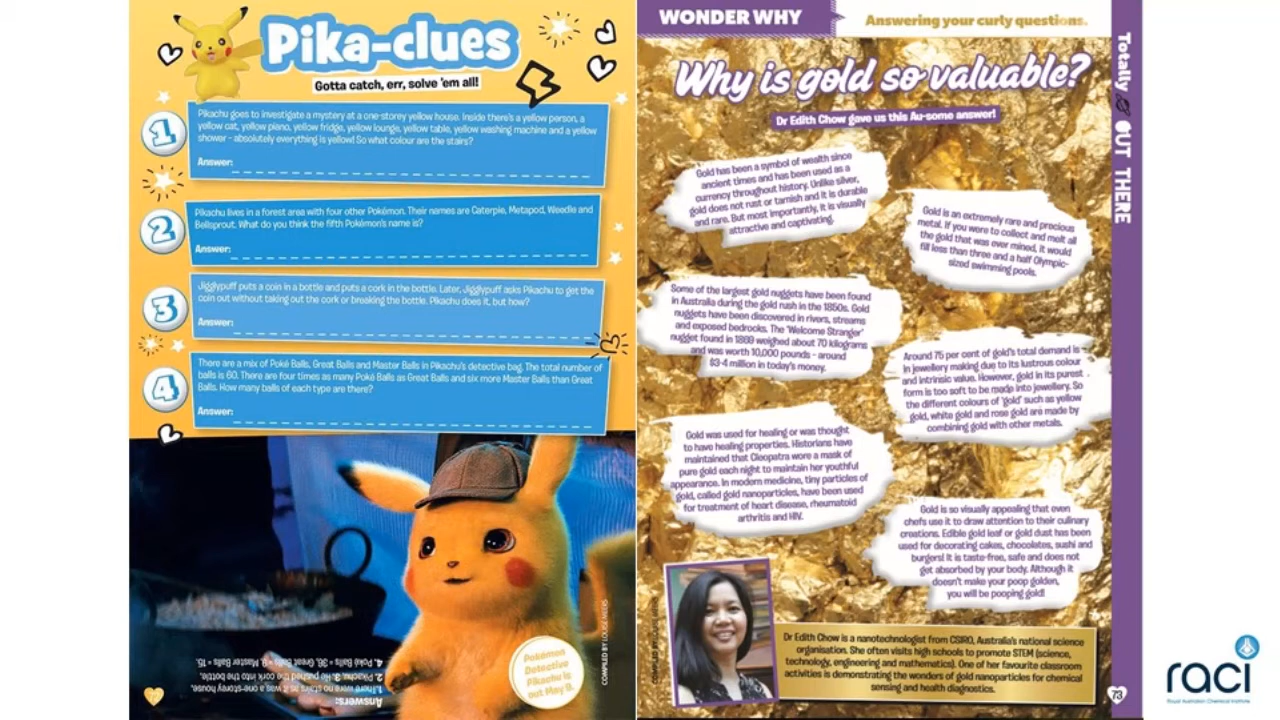 Pika-clues
Gotta catch, err, solve 'em all!
1
Pikachu goes to investigate a mystery at a one-storey yellow house. Inside there's a yellow person, a
yellow cat, yellow piano, yellow fridge, yellow lounge, yellow table, yellow washing machine and a yellow
shower – absolutely everything is yellow! So what colour are the stairs?
Answer:
2
Pikachu lives in a forest area with four other Pokémon. Their names are Caterpie, Metapod, Weedle and
Bellsprout. What do you think the fifth Pokémon's name is?
Answer:
3
Jigglypuff puts a coin in a bottle and puts a cork in the bottle. Later, Jigglypuff asks Pikachu to get the
coin out without taking out the cork or breaking the bottle. Pikachu does it, but how?
Answer:
4
There are a mix of Poké Balls, Great Balls and Master Balls in Pikachu's detective bag. The total number of
balls is 60. There are four times as many Poké Balls as Great Balls and six more Master Balls than Great
Balls. How many balls of each type are there?
Answer:
Answers:
1. There were no stairs as it was a one-storey house.
2. Pikachu. 3. He pushed the cork into the bottle.
4. Poké Balls = 36, Great Balls = 9, Master Balls = 15.
Pokémon
Detective
Pikachu is
out May 9.
COMPILED BY LOUISE MYERS
WONDER WHY
Answering your curly questions.
Why is gold so valuable?
Dr Edith Chow gave us this Au-some answer!
Gold has been a symbol of wealth since
ancient times and has been used as a
currency throughout history. Unlike silver,
gold does not rust or tarnish and it is durable
and rare. But most importantly, it is visually
attractive and captivating.
Gold is an extremely rare and precious
metal. If you were to collect and melt all
the gold that was ever mined, it would
fill less than three and a half Olympic-
sized swimming pools.
Some of the largest gold nuggets have been found
in Australia during the gold rush in the 1850s. Gold
nuggets have been discovered in rivers, streams
and exposed bedrocks. The 'Welcome Stranger'
nugget found in 1869 weighed about 70 kilograms
and was worth 10,000 pounds – around
$3-4 million in today's money.
Around 75 per cent of gold's total demand is
in jewellery making due to its lustrous colour
and intrinsic value. However, gold in its purest
form is too soft to be made into jewellery. So
the different colours of 'gold' such as yellow
gold, white gold and rose gold are made by
combining gold with other metals.
Gold was used for healing or was thought
to have healing properties. Historians have
maintained that Cleopatra wore a mask of
pure gold each night to maintain her youthful
appearance. In modern medicine, tiny particles of
gold, called gold nanoparticles, have been used
for treatment of heart disease, rheumatoid
arthritis and HIV.
Gold is so visually appealing that even
chefs use it to draw attention to their culinary
creations. Edible gold leaf or gold dust has been
used for decorating cakes, chocolates, sushi and
burgers! It is taste-free, safe and does not
get absorbed by your body. Although it
doesn't make your poop golden,
you will be pooping gold!
Dr Edith Chow is a nanotechnologist from CSIRO, Australia's national science
organisation. She often visits high schools to promote STEM (science,
technology, engineering and mathematics). One of her favourite classroom
activities is demonstrating the wonders of gold nanoparticles for chemical
sensing and health diagnostics.
Totally OUT THERE
73
raci
Royal Australian Chemical Institute